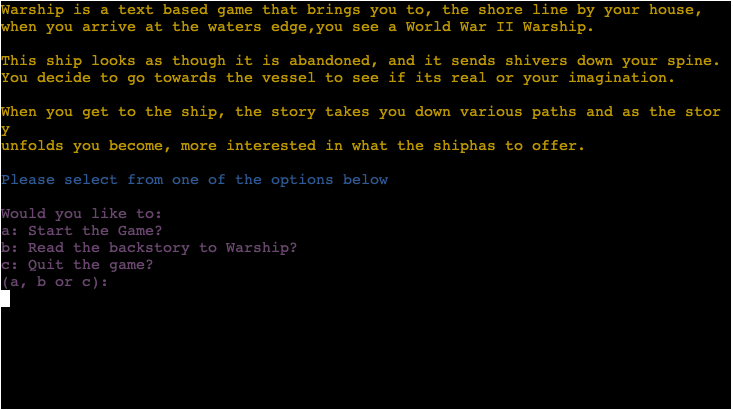 Warship is a text based game that brings you to, the shore line by your house,
when you arrive at the waters edge,you see a World War II Warship.
This ship looks as though it is abandoned, and it sends shivers down your spine.
You decide to go towards the vessel to see if its real or your imagination.
When you get to the ship, the story takes you down various paths and as the stor
y
unfolds you become, more interested in what the shiphas to offer.
Please select from one of the options below
Would you like to:
a: Start the Game?
b: Read the backstory to Warship?
c: Quit the game?
(a, b or c):